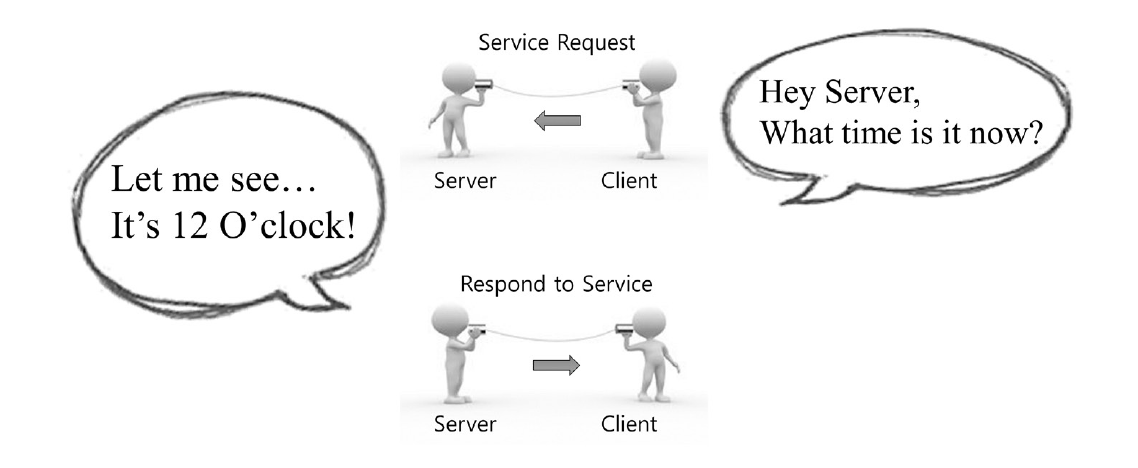 Service Request
Hey Server,
What time is it now?
Server
Client
Let me see…
It’s 12 O’clock!
Respond to Service
Server
Client